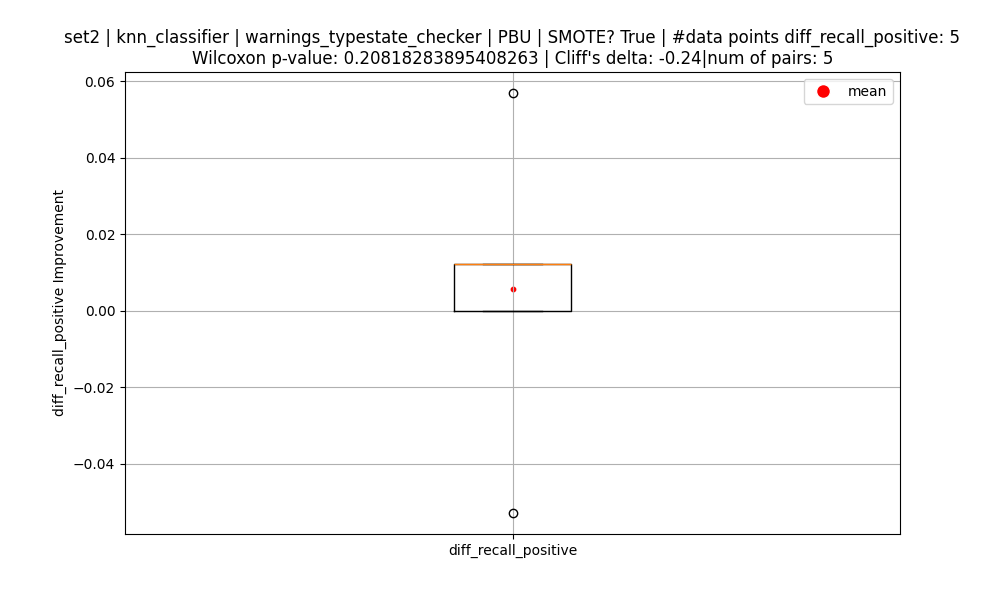 set2 | knn_classifier | warnings_typestate_checker | PBU | SMOTE? True | #data points diff_recall_positive: 5
Wilcoxon p-value: 0.20818283895408263 | Cliff's delta: -0.24|num of pairs: 5
mean
0.06
0.04
0.02
0.00
−0.02
−0.04
diff_recall_positive Improvement
diff_recall_positive